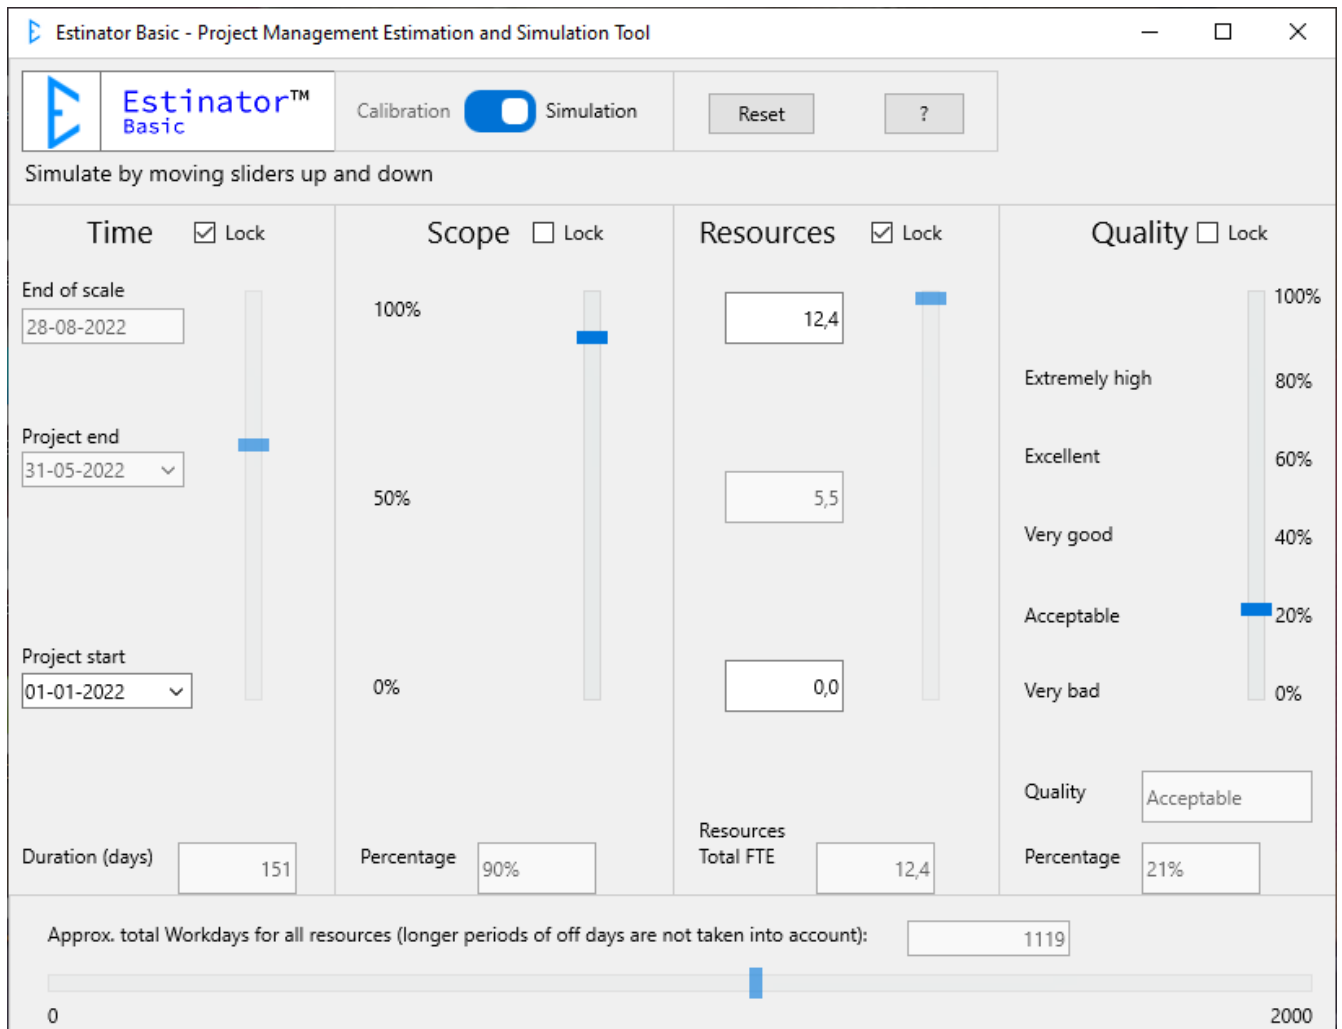 Estinator Basic - Project Management Estimation and Simulation Tool
Estinator™
Basic
Calibration
Simulation
Reset
?
Simulate by moving sliders up and down
Time
Lock
End of scale
28-08-2022
Project end
31-05-2022
Project start
01-01-2022
Duration (days)
151
Scope
Lock
100%
50%
0%
Percentage
90%
Resources
Lock
12,4
5,5
0,0
Resources
Total FTE
12,4
Quality
Lock
100%
Extremely high
80%
Excellent
60%
Very good
40%
Acceptable
20%
Very bad
0%
Quality
Acceptable
Percentage
21%
Approx. total Workdays for all resources (longer periods of off days are not taken into account):
1119
0
2000